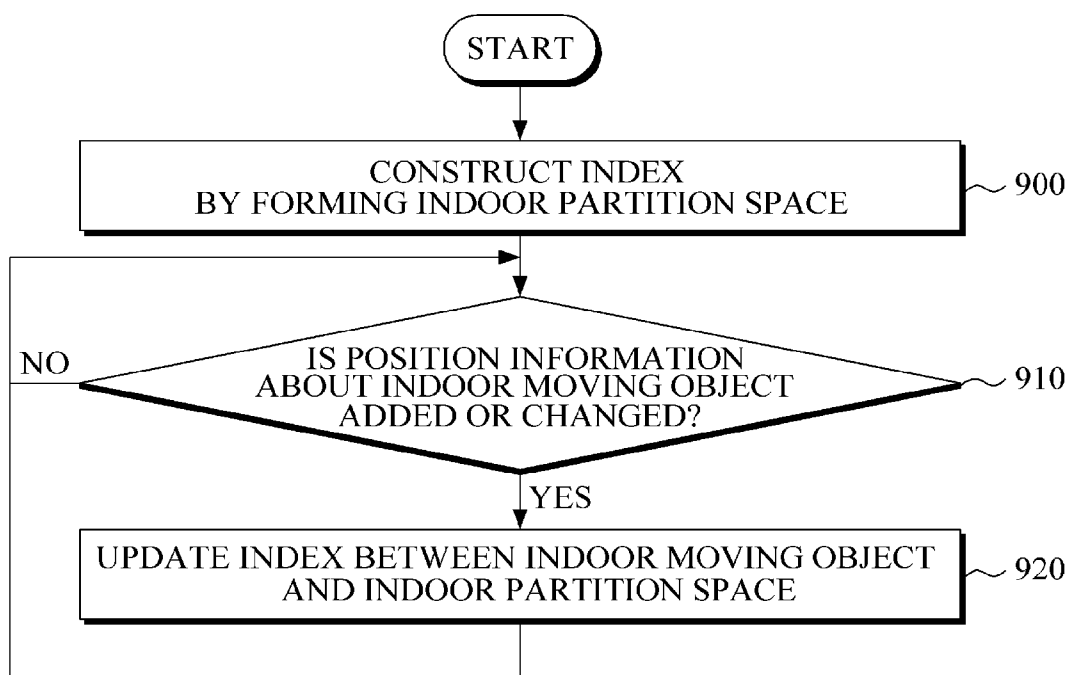 START
CONSTRUCT INDEX
BY FORMING INDOOR PARTITION SPACE
900
IS POSITION INFORMATION
ABOUT INDOOR MOVING OBJECT
ADDED OR CHANGED?
910
NO
YES
UPDATE INDEX BETWEEN INDOOR MOVING OBJECT
AND INDOOR PARTITION SPACE
920